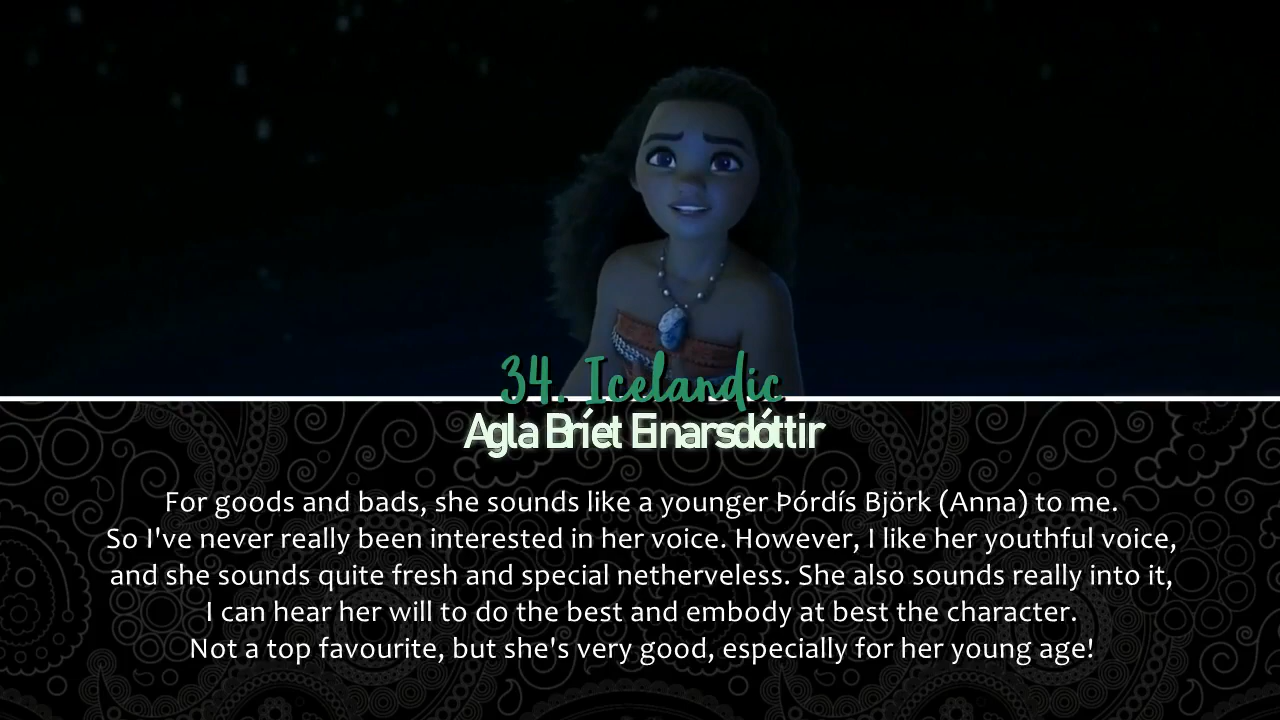 34. Icelandic
Agla Bríet Einarsdóttir
For goods and bads, she sounds like a younger Þórdís Björk (Anna) to me.
So I've never really been interested in her voice. However, I like her youthful voice,
and she sounds quite fresh and special netherveless. She also sounds really into it,
I can hear her will to do the best and embody at best the character.
Not a top favourite, but she's very good, especially for her young age!